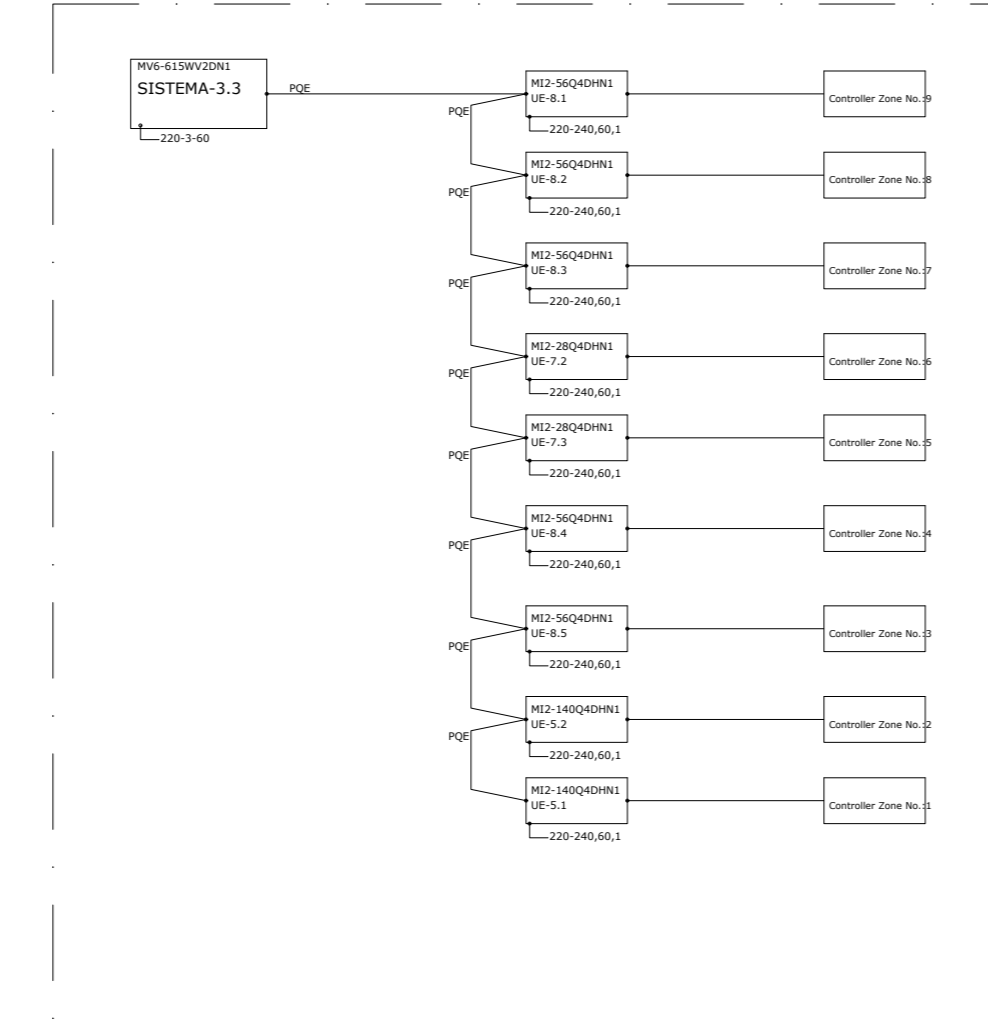 MV6-615WV2DN1
SISTEMA-3.3
220-3-60
PQE
MI2-56Q4DHN1
UE-8.1
220-240,60,1
Controller Zone No.:9
PQE
MI2-56Q4DHN1
UE-8.2
220-240,60,1
Controller Zone No.:8
PQE
MI2-56Q4DHN1
UE-8.3
220-240,60,1
Controller Zone No.:7
PQE
MI2-28Q4DHN1
UE-7.2
220-240,60,1
Controller Zone No.:6
PQE
MI2-28Q4DHN1
UE-7.3
220-240,60,1
Controller Zone No.:5
PQE
MI2-56Q4DHN1
UE-8.4
220-240,60,1
Controller Zone No.:4
PQE
MI2-56Q4DHN1
UE-8.5
220-240,60,1
Controller Zone No.:3
PQE
MI2-140Q4DHN1
UE-5.2
220-240,60,1
Controller Zone No.:2
PQE
MI2-140Q4DHN1
UE-5.1
220-240,60,1
Controller Zone No.:1